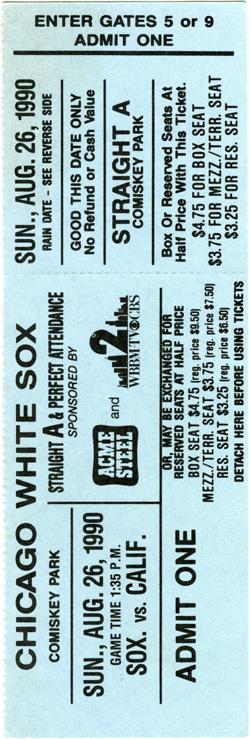 ENTER GATES 5 or 9
ADMIT ONE
SUN., AUG. 26, 1990
RAIN DATE - SEE REVERSE SIDE
GOOD THIS DATE ONLY
No Refund or Cash Value
STRAIGHT A
COMISKEY PARK
Box Or Reserved Seats At
Half Price With This Ticket.
$4.75 FOR BOX SEAT
$3.75 FOR MEZZ./TERR. SEAT
$3.25 FOR RES. SEAT
CHICAGO WHITE SOX
COMISKEY PARK
STRAIGHT A & PERFECT ATTENDANCE
SPONSORED BY
ACME
STEEL
and
2
WBBM-TV CBS
SUN., AUG. 26, 1990
GAME TIME 1:35 P.M.
SOX. vs. CALIF.
OR, MAY BE EXCHANGED FOR
RESERVED SEATS AT HALF PRICE
BOX SEAT $4.75 (reg. price $9.50)
MEZZ./TERR. SEAT $3.75 (reg. price $7.50)
RES. SEAT $3.25 (reg. price $6.50)
DETACH HERE BEFORE USING TICKETS
ADMIT ONE